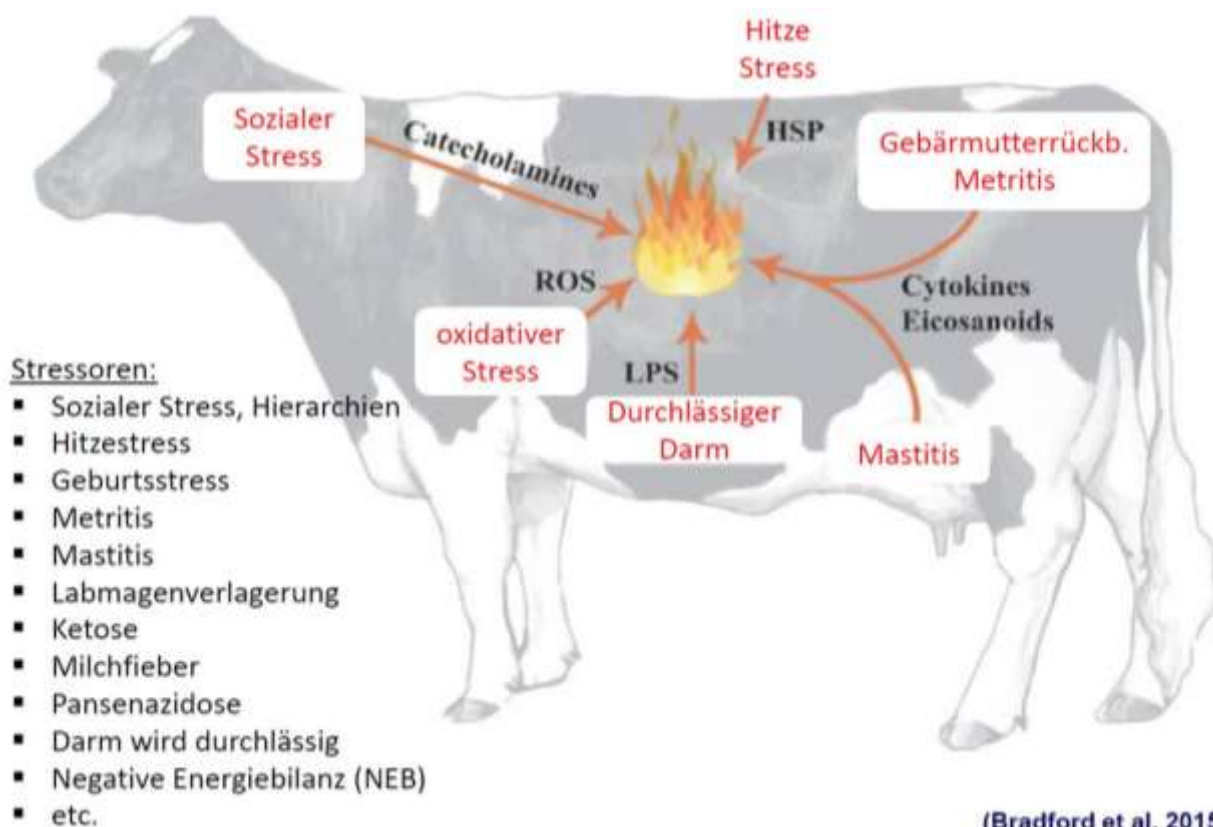 Hitze
Stress
HSP
Sozialer
Stress
Catecholamines
Gebärmutterrückb.
Metritis
ROS
Cytokines
Eicosanoids
oxidativer
Stress
LPS
Durchlässiger
Darm
Mastitis
Stressoren:
▪ Sozialer Stress, Hierarchien
▪ Hitzestress
▪ Geburtsstress
▪ Metritis
▪ Mastitis
▪ Labmagenverlagerung
▪ Ketose
▪ Milchfieber
▪ Pansenazidose
▪ Darm wird durchlässig
▪ Negative Energiebilanz (NEB)
▪ etc.
(Bradford et al. 2015